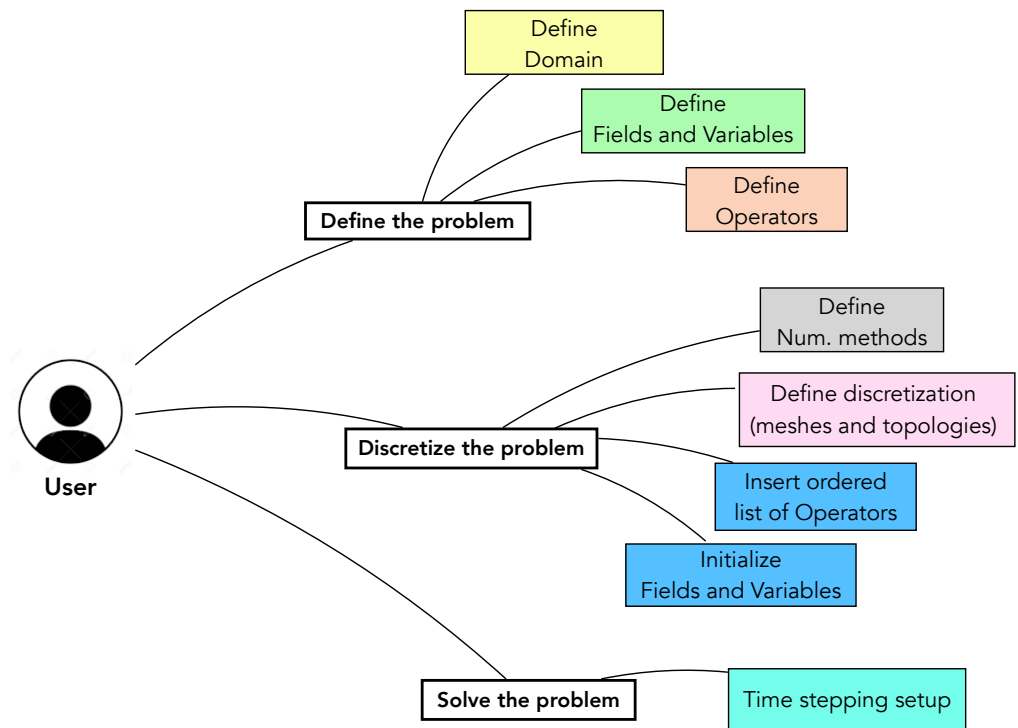 Define
Domain
Define
Fields and Variables
Define
Operators
Define the problem
Define
Num. methods
Define discretization
(meshes and topologies)
Discretize the problem
Insert ordered
list of Operators
User
Initialize
Fields and Variables
Solve the problem
Time stepping setup